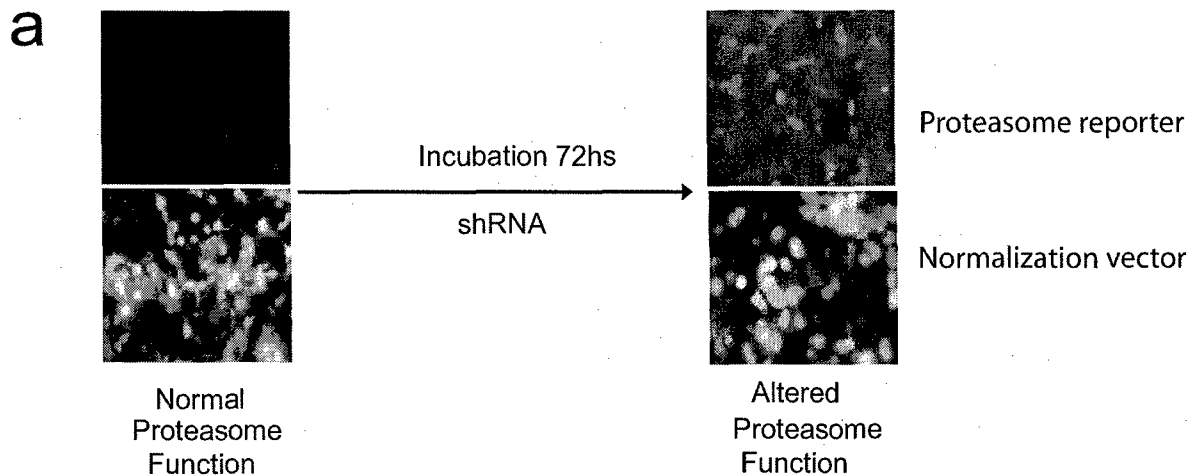 a
Incubation 72hs
shRNA
Proteasome reporter
Normalization vector
Normal
Proteasome
Function
Altered
Proteasome
Function